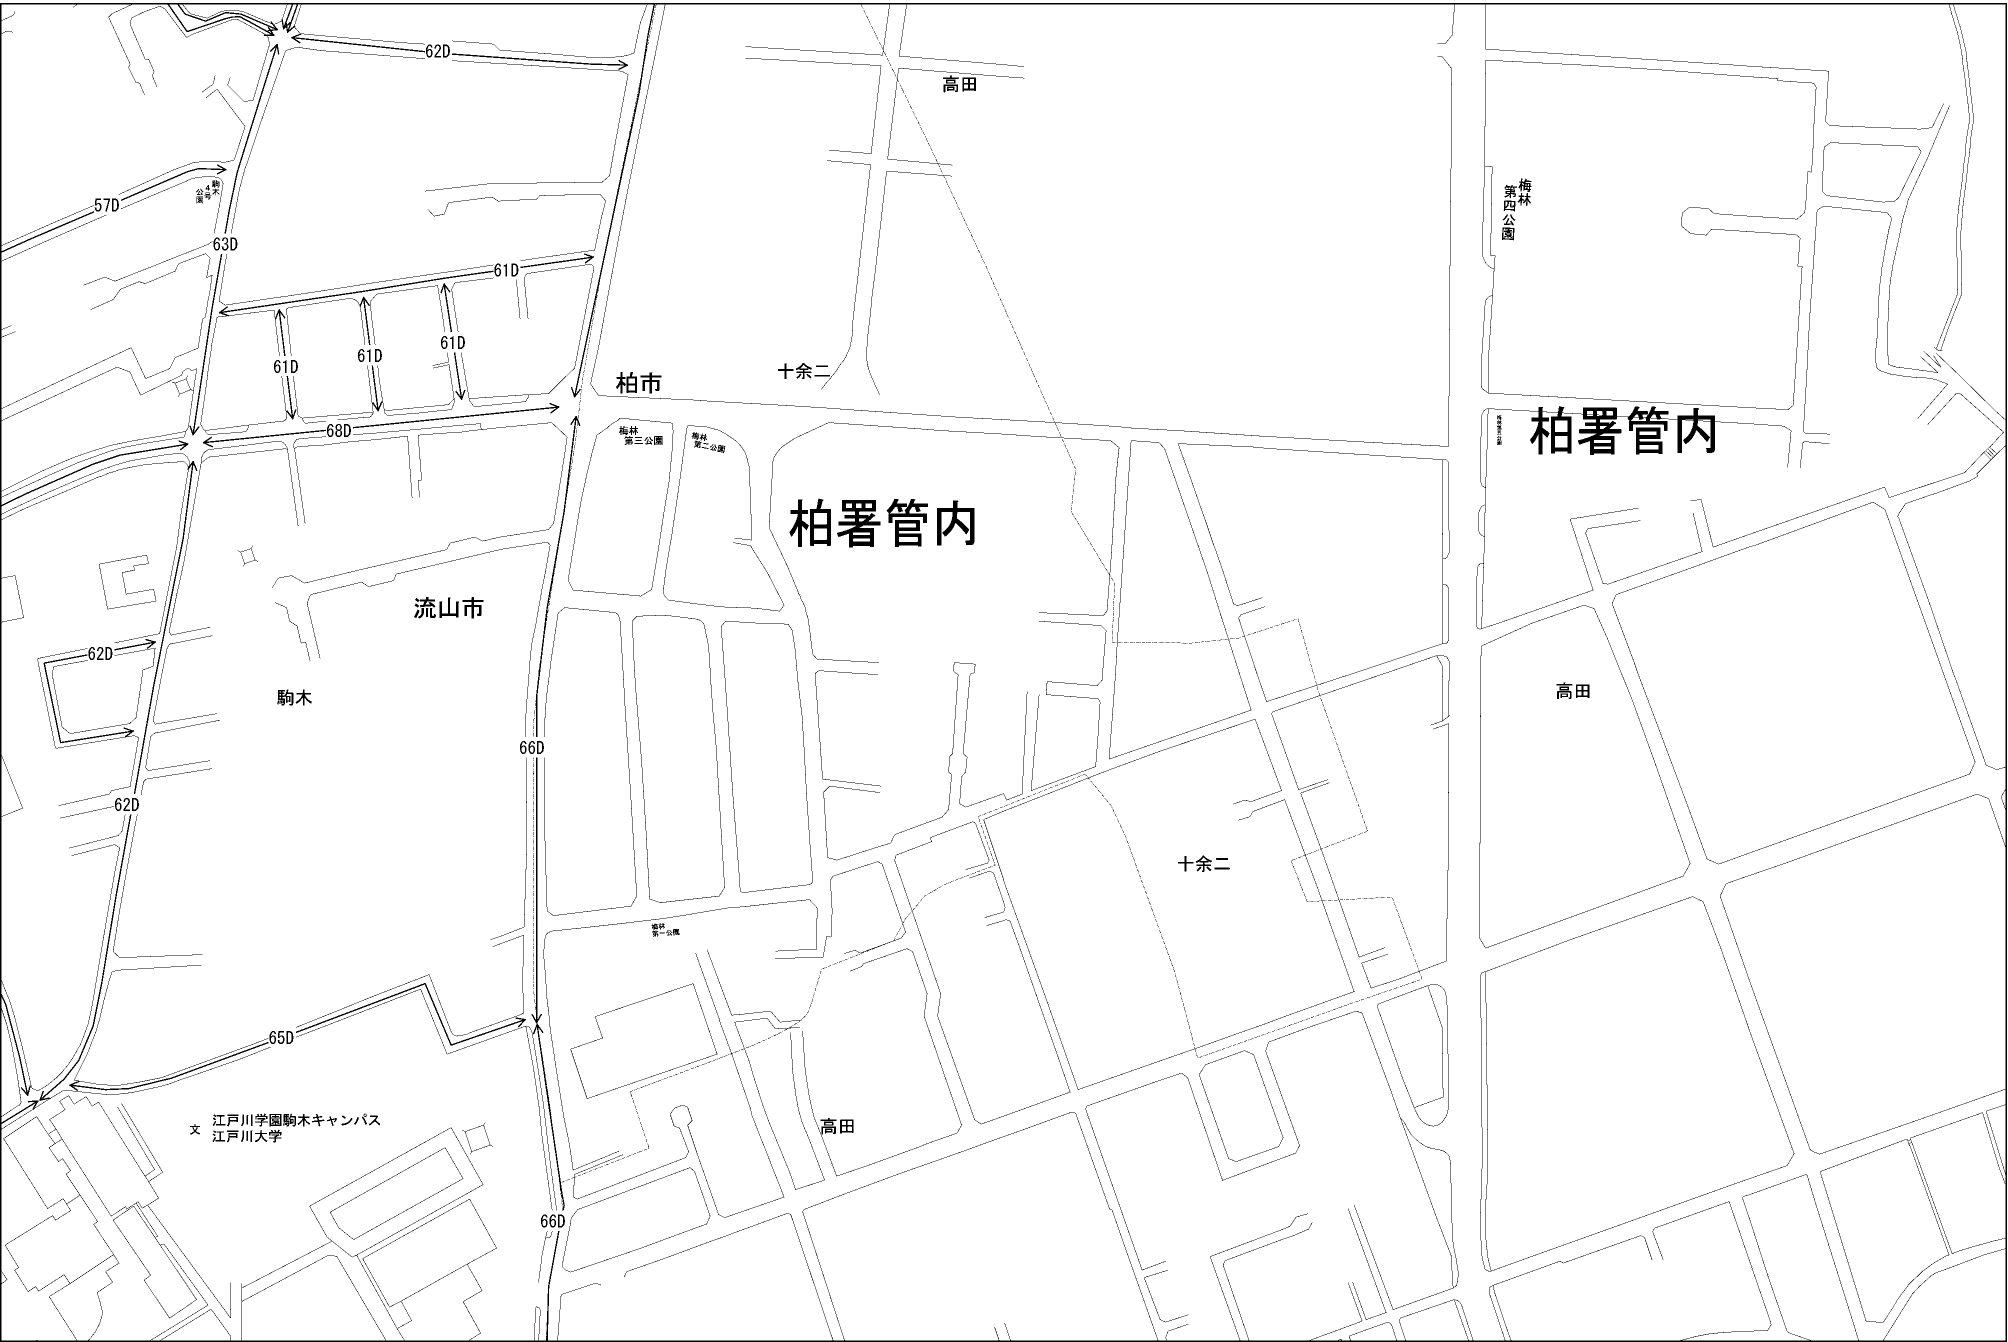 62D
高田
57D
駒木
4号
公園
梅林
第四公園
63D
61D
61D
61D
61D
十余二
柏市
68D
梅林
第三公園
梅林
第二公園
柏署管内
柏署管内
流山市
62D
駒木
高田
66D
62D
十余二
梅林
第一公園
65D
文
江戸川学園駒木キャンパス
江戸川大学
高田
66D